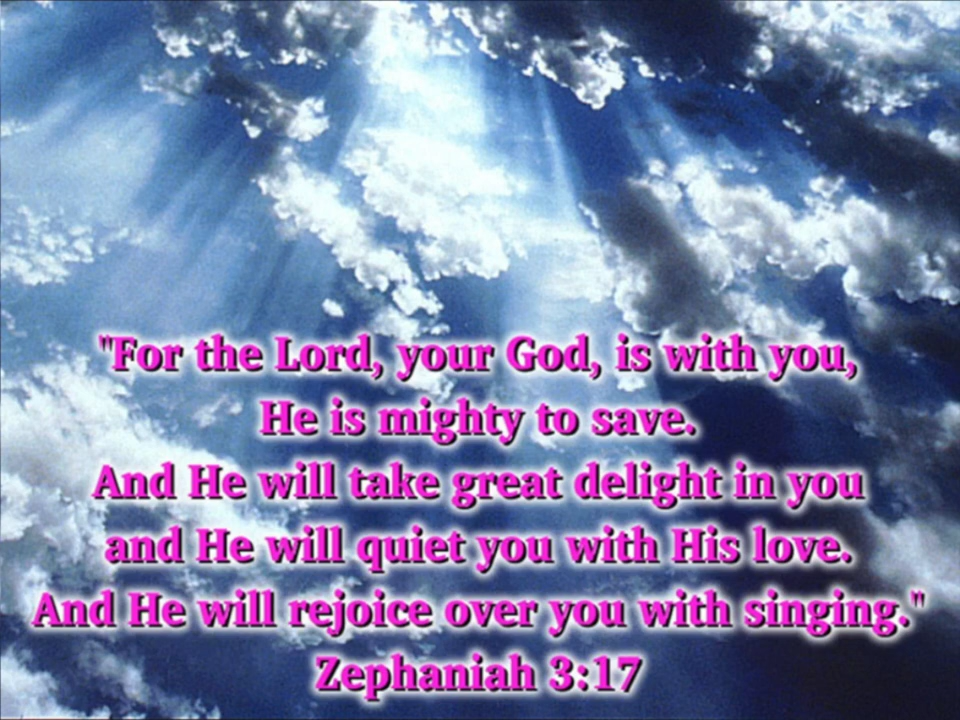 "For the Lord, your God, is with you,
He is mighty to save.
And He will take great delight in you
and He will quiet you with His love.
And He will rejoice over you with singing."
Zephaniah 3:17